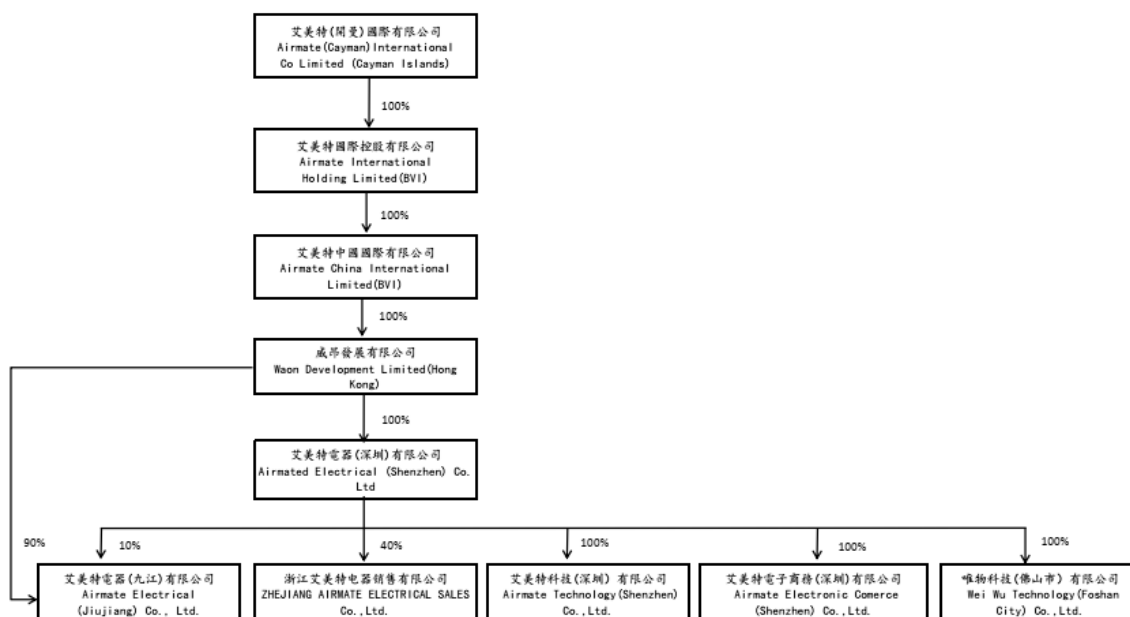 艾美特(開曼)國際有限公司
Airmate(Cayman)International
Co Limited (Cayman Islands)
100%
艾美特國際控股有限公司
Airmate International
Holding Limited(BVI)
100%
艾美特中國國際有限公司
Airmate China International
Limited(BVI)
100%
威昂發展有限公司
Waon Development Limited(Hong
Kong)
100%
艾美特電器(深圳)有限公司
Airmated Electrical (Shenzhen) Co.
Ltd
90%
10%
40%
100%
100%
100%
艾美特電器(九江)有限公司
Airmate Electrical
(Jiujiang) Co., Ltd.
浙江艾美特电器銷售有限公司
ZHEJIANG AIRMATE ELECTRICAL SALES
Co.,Ltd.
艾美特科技(深圳) 有限公司
Airmate Technology(Shenzhen)
Co.,Ltd.
艾美特電子商務(深圳)有限公司
Airmate Electronic Comerce
(Shenzhen) Co.,Ltd.
唯物科技(佛山市) 有限公司
Wei Wu Technology(Foshan
City) Co.,Ltd.